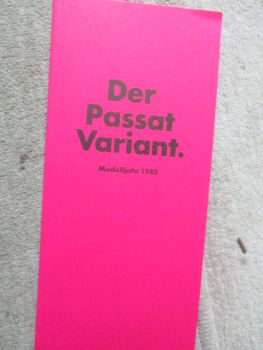 Der
Passat
Variant.
Modelljahr 1985